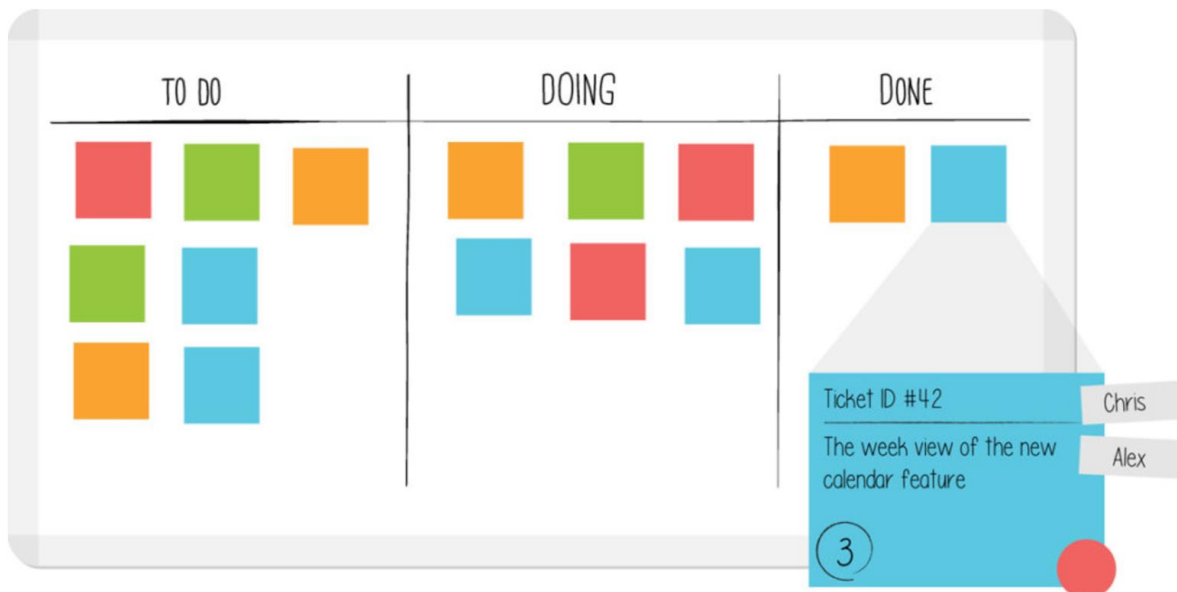 TO DO
DOING
DONE
Ticket ID #42
Chris
The week view of the new
calendar feature
Alex
3